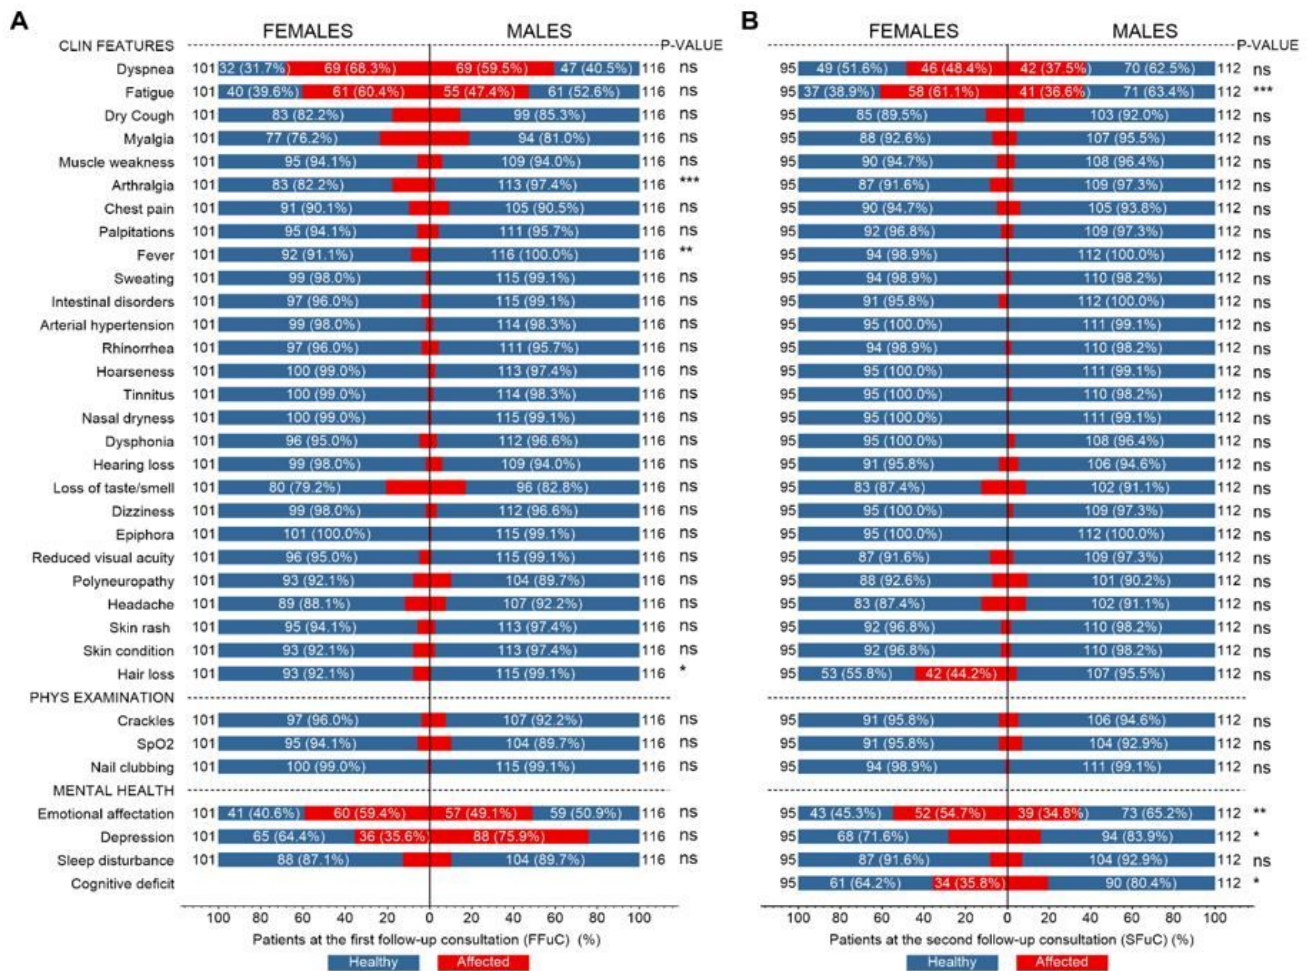 A B
FEMALES MALES FEMALES MALES
CLIN FEATURES P-VALUE P-VALUE
Dyspnea 101 32 (31.7%) 69 (68.3%) 69 (59.5%) 47 (40.5%) 116 ns 95 49 (51.6%) 46 (48.4%) 42 (37.5%) 70 (62.5%) 112 ns
Fatigue 101 40 (39.6%) 61 (60.4%) 55 (47.4%) 61 (52.6%) 116 ns 95 37 (38.9%) 58 (61.1%) 41 (36.6%) 71 (63.4%) 112 ***
Dry Cough 101 83 (82.2%) 99 (85.3%) 116 ns 95 85 (89.5%) 103 (92.0%) 112 ns
Myalgia 101 77 (76.2%) 94 (81.0%) 116 ns 95 88 (92.6%) 107 (95.5%) 112 ns
Muscle weakness 101 95 (94.1%) 109 (94.0%) 116 ns 95 90 (94.7%) 108 (96.4%) 112 ns
Arthralgia 101 83 (82.2%) 113 (97.4%) 116 *** 95 87 (91.6%) 109 (97.3%) 112 ns
Chest pain 101 91 (90.1%) 105 (90.5%) 116 ns 95 90 (94.7%) 105 (93.8%) 112 ns
Palpitations 101 95 (94.1%) 111 (95.7%) 116 ns 95 92 (96.8%) 109 (97.3%) 112 ns
Fever 101 92 (91.1%) 116 (100.0%) 116 ** 95 94 (98.9%) 112 (100.0%) 112 ns
Sweating 101 99 (98.0%) 115 (99.1%) 116 ns 95 94 (98.9%) 110 (98.2%) 112 ns
Intestinal disorders 101 97 (96.0%) 115 (99.1%) 116 ns 95 91 (95.8%) 112 (100.0%) 112 ns
Arterial hypertension 101 99 (98.0%) 114 (98.3%) 116 ns 95 95 (100.0%) 111 (99.1%) 112 ns
Rhinorrhea 101 97 (96.0%) 111 (95.7%) 116 ns 95 94 (98.9%) 110 (98.2%) 112 ns
Hoarseness 101 100 (99.0%) 113 (97.4%) 116 ns 95 95 (100.0%) 111 (99.1%) 112 ns
Tinnitus 101 100 (99.0%) 114 (98.3%) 116 ns 95 95 (100.0%) 110 (98.2%) 112 ns
Nasal dryness 101 100 (99.0%) 115 (99.1%) 116 ns 95 95 (100.0%) 111 (99.1%) 112 ns
Dysphonia 101 96 (95.0%) 112 (96.6%) 116 ns 95 95 (100.0%) 108 (96.4%) 112 ns
Hearing loss 101 99 (98.0%) 109 (94.0%) 116 ns 95 91 (95.8%) 106 (94.6%) 112 ns
Loss of taste/smell 101 80 (79.2%) 96 (82.8%) 116 ns 95 83 (87.4%) 102 (91.1%) 112 ns
Dizziness 101 99 (98.0%) 112 (96.6%) 116 ns 95 95 (100.0%) 109 (97.3%) 112 ns
Epiphora 101 101 (100.0%) 115 (99.1%) 116 ns 95 95 (100.0%) 112 (100.0%) 112 ns
Reduced visual acuity 101 96 (95.0%) 115 (99.1%) 116 ns 95 87 (91.6%) 109 (97.3%) 112 ns
Polyneuropathy 101 93 (92.1%) 104 (89.7%) 116 ns 95 88 (92.6%) 101 (90.2%) 112 ns
Headache 101 89 (88.1%) 107 (92.2%) 116 ns 95 83 (87.4%) 102 (91.1%) 112 ns
Skin rash 101 95 (94.1%) 113 (97.4%) 116 ns 95 92 (96.8%) 110 (98.2%) 112 ns
Skin condition 101 93 (92.1%) 113 (97.4%) 116 ns 95 92 (96.8%) 110 (98.2%) 112 ns
Hair loss 101 93 (92.1%) 115 (99.1%) 116 * 95 53 (55.8%) 42 (44.2%) 107 (95.5%) 112 ns
PHYS EXAMINATION
Crackles 101 97 (96.0%) 107 (92.2%) 116 ns 95 91 (95.8%) 106 (94.6%) 112 ns
SpO2 101 95 (94.1%) 104 (89.7%) 116 ns 95 91 (95.8%) 104 (92.9%) 112 ns
Nail clubbing 101 100 (99.0%) 115 (99.1%) 116 ns 95 94 (98.9%) 111 (99.1%) 112 ns
MENTAL HEALTH
Emotional affectation 101 41 (40.6%) 60 (59.4%) 57 (49.1%) 59 (50.9%) 116 ns 95 43 (45.3%) 52 (54.7%) 39 (34.8%) 73 (65.2%) 112 **
Depression 101 65 (64.4%) 36 (35.6%) 88 (75.9%) 116 ns 95 68 (71.6%) 94 (83.9%) 112 *
Sleep disturbance 101 88 (87.1%) 104 (89.7%) 116 ns 95 87 (91.6%) 104 (92.9%) 112 ns
Cognitive deficit 95 61 (64.2%) 34 (35.8%) 90 (80.4%) 112 *
100 80 60 40 20 0 20 40 60 80 100 100 80 60 40 20 0 20 40 60 80 100
Patients at the first follow-up consultation (FFuC) (%) Patients at the second follow-up consultation (SFuC) (%)
Healthy Affected Healthy Affected